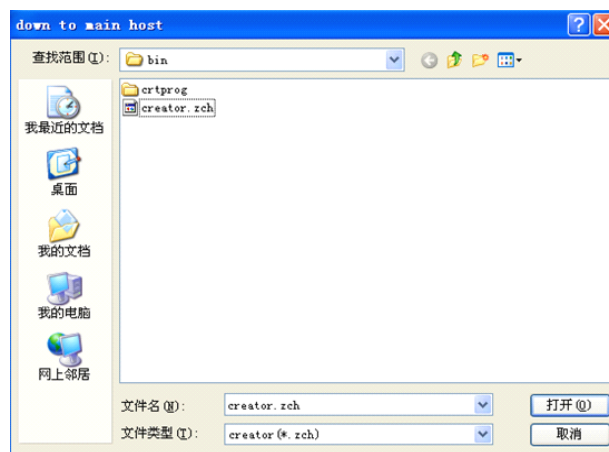 down to main host
查找范围(I):
bin
crtprog
creator.zch
我最近的文档
桌面
我的文档
我的电脑
网上邻居
文件名(N):
creator.zch
打开(O)
文件类型(T):
creator(*.zch)
取消